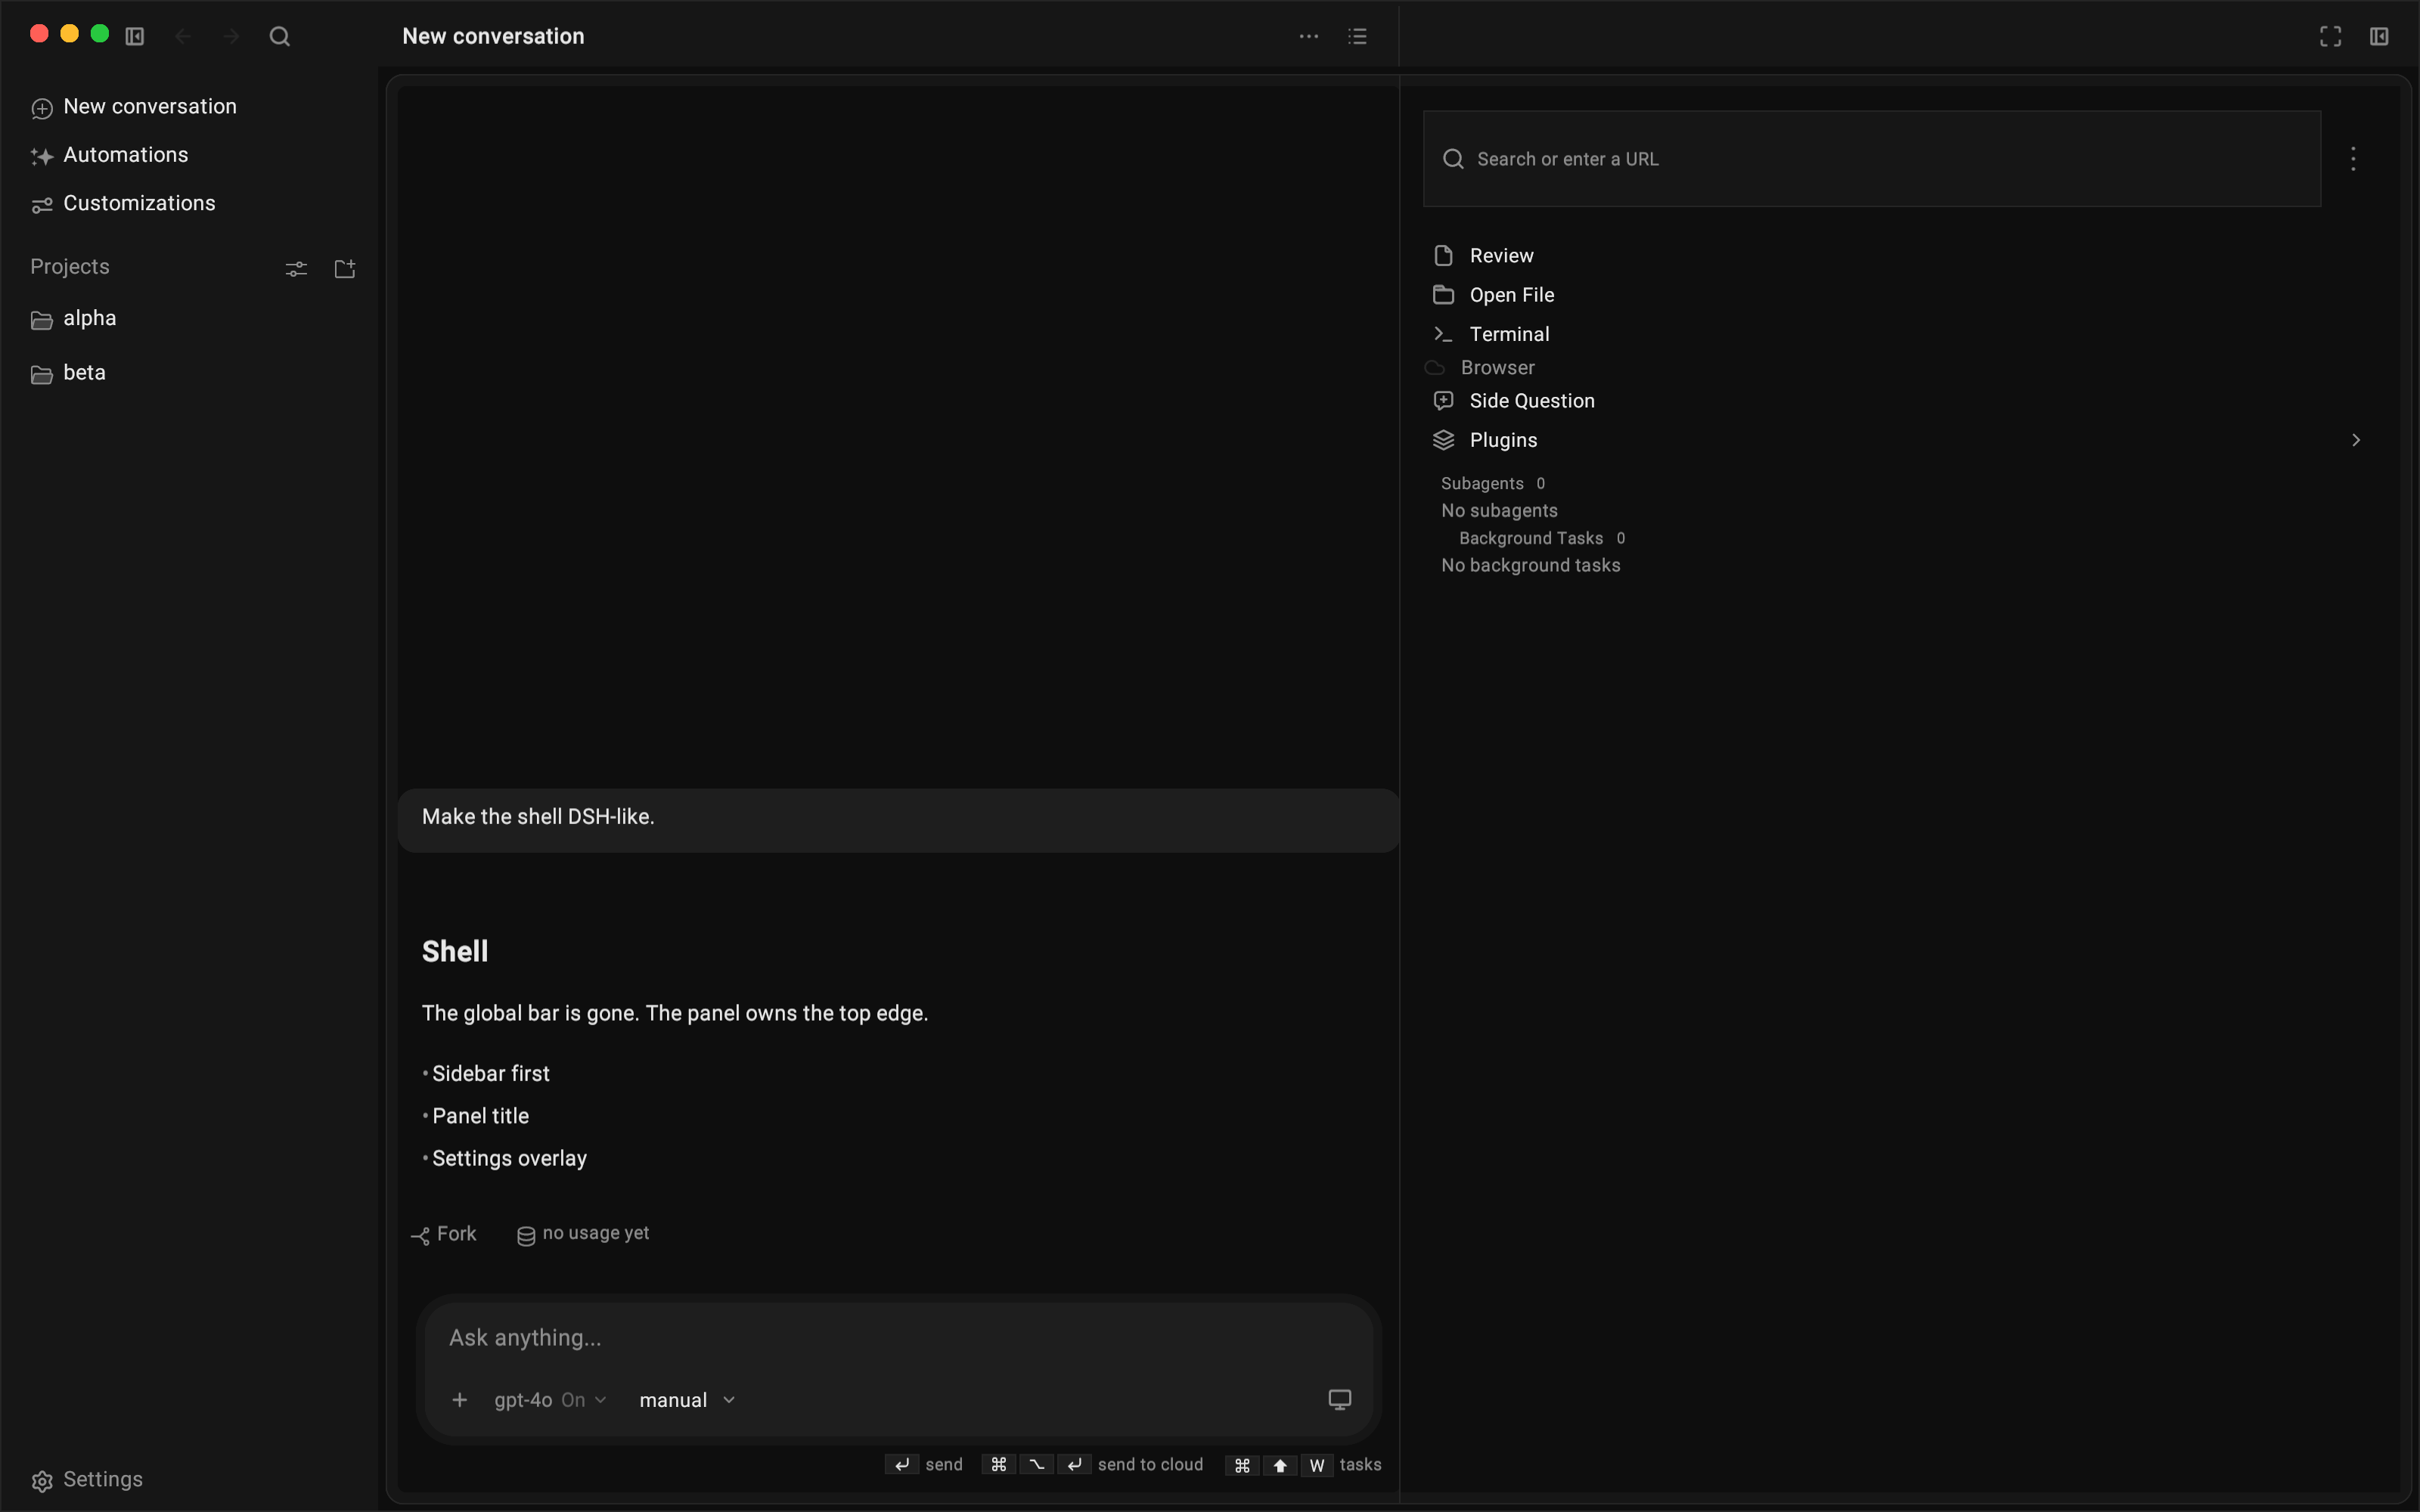 New conversation
New conversation
Automations
Customizations
Projects
alpha
beta
Settings
Make the shell DSH-like.
Shell
The global bar is gone. The panel owns the top edge.
• Sidebar first
• Panel title
• Settings overlay
Fork no usage yet
Ask anything...
gpt-4o On manual
↵ send ⌘ ⌥ ↵ send to cloud ⌘ ⬆ W tasks
Search or enter a URL
Review
Open File
Terminal
Browser
Side Question
Plugins
Subagents 0
No subagents
Background Tasks 0
No background tasks